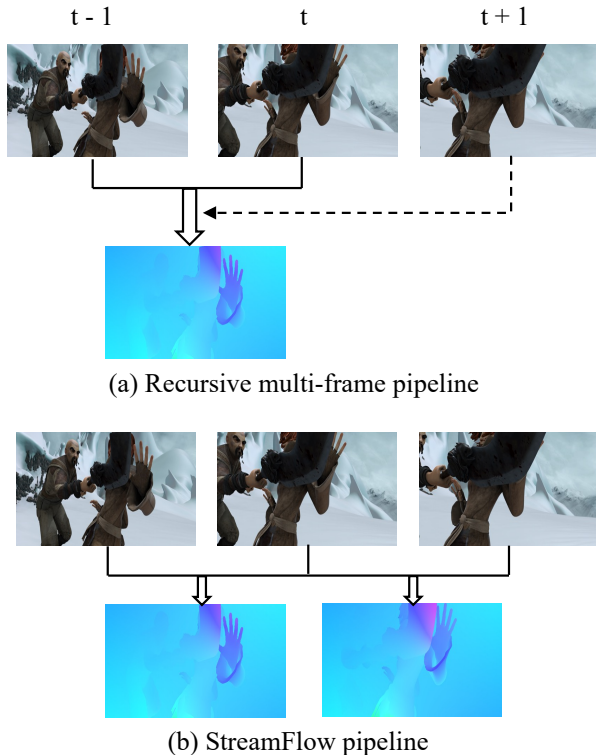 t - 1 t t + 1
(a) Recursive multi-frame pipeline
(b) StreamFlow pipeline